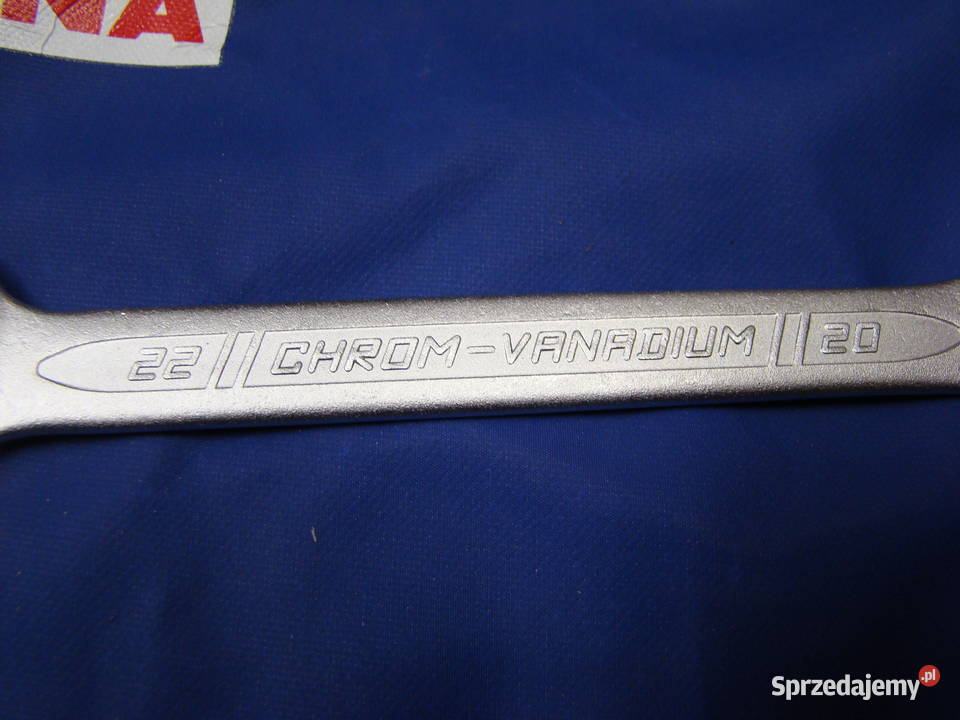 NA
22 CHROM-VANADIUM 20
Sprzedajemy.pl